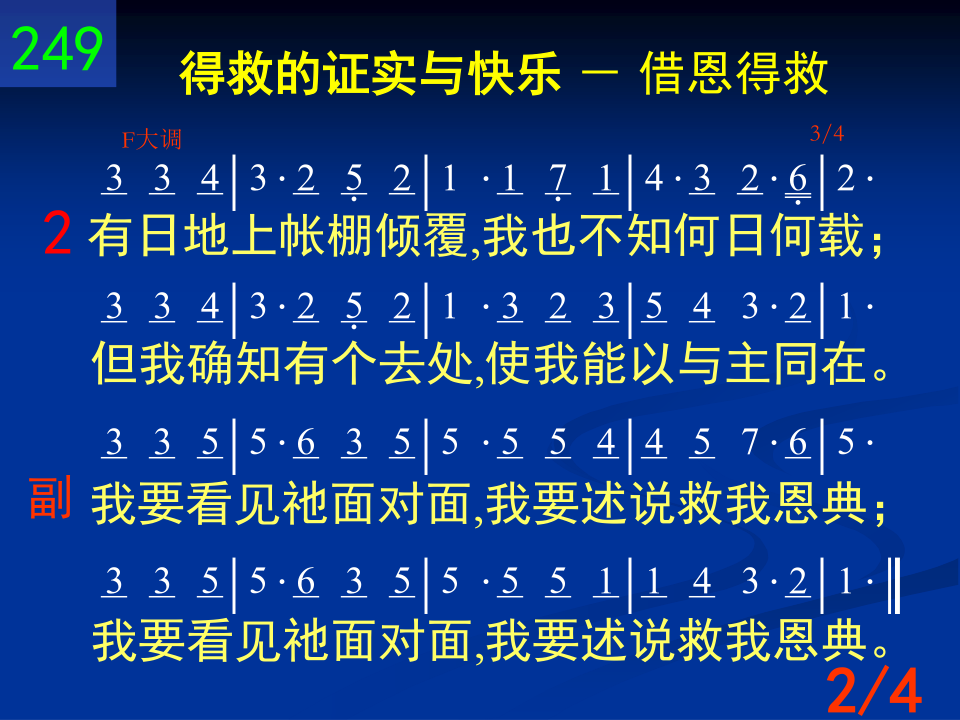 249
得救的证实与快乐 － 借恩得救
F大调 3/4
3 3 4|3·2 5 2|1 ·1 7 1|4·3 2·6|2·
2 有日地上帐棚倾覆,我也不知何日何载；
3 3 4|3·2 5 2|1 ·3 2 3|5 4 3·2|1·
但我确知有个去处,使我能以与主同在。
3 3 5|5·6 3 5|5 ·5 5 4|4 5 7·6|5·
副 我要看见祂面对面,我要述说救我恩典；
3 3 5|5·6 3 5|5 ·5 5 1|1 4 3·2|1·‖
我要看见祂面对面,我要述说救我恩典。
2/4